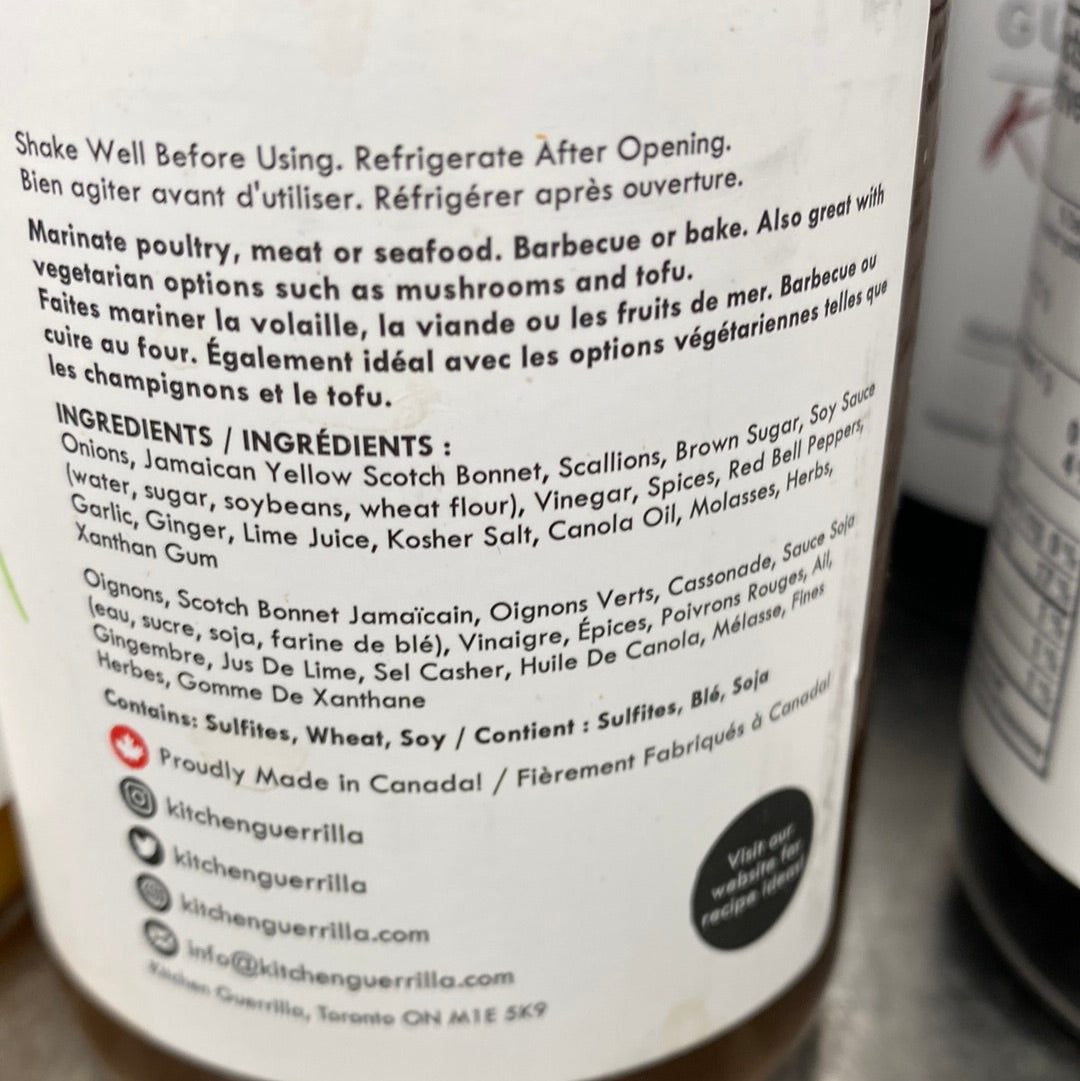 Shake Well Before Using. Refrigerate After Opening.
Bien agiter avant d'utiliser. Réfrigérer après ouverture.
Marinate poultry, meat or seafood. Barbecue or bake. Also great with
vegetarian options such as mushrooms and tofu.
Faites mariner la volaille, la viande ou les fruits de mer. Barbecue ou
cuire au four. Également idéal avec les options végétariennes telles que
les champignons et le tofu.
INGREDIENTS / INGRÉDIENTS :
Onions, Jamaican Yellow Scotch Bonnet, Scallions, Brown Sugar, Soy Sauce
(water, sugar, soybeans, wheat flour), Vinegar, Spices, Red Bell Peppers,
Garlic, Ginger, Lime Juice, Kosher Salt, Canola Oil, Molasses, Herbs,
Xanthan Gum
Oignons, Scotch Bonnet Jamaïcain, Oignons Verts, Cassonade, Sauce Soja
(eau, sucre, soja, farine de blé), Vinaigre, Épices, Poivrons Rouges, Ail,
Gingembre, Jus De Lime, Sel Casher, Huile De Canola, Mélasse, Fines
Herbes, Gomme De Xanthane
Contains: Sulfites, Wheat, Soy / Contient : Sulfites, Blé, Soja
Proudly Made in Canada! / Fièrement Fabriqués à Canada!
kitchenguerrilla
kitchenguerrilla
kitchenguerrilla.com
info@kitchenguerrilla.com
Kitchen Guerrilla, Toronto ON M1E 5K9
Visit our
website for
recipe ideas!